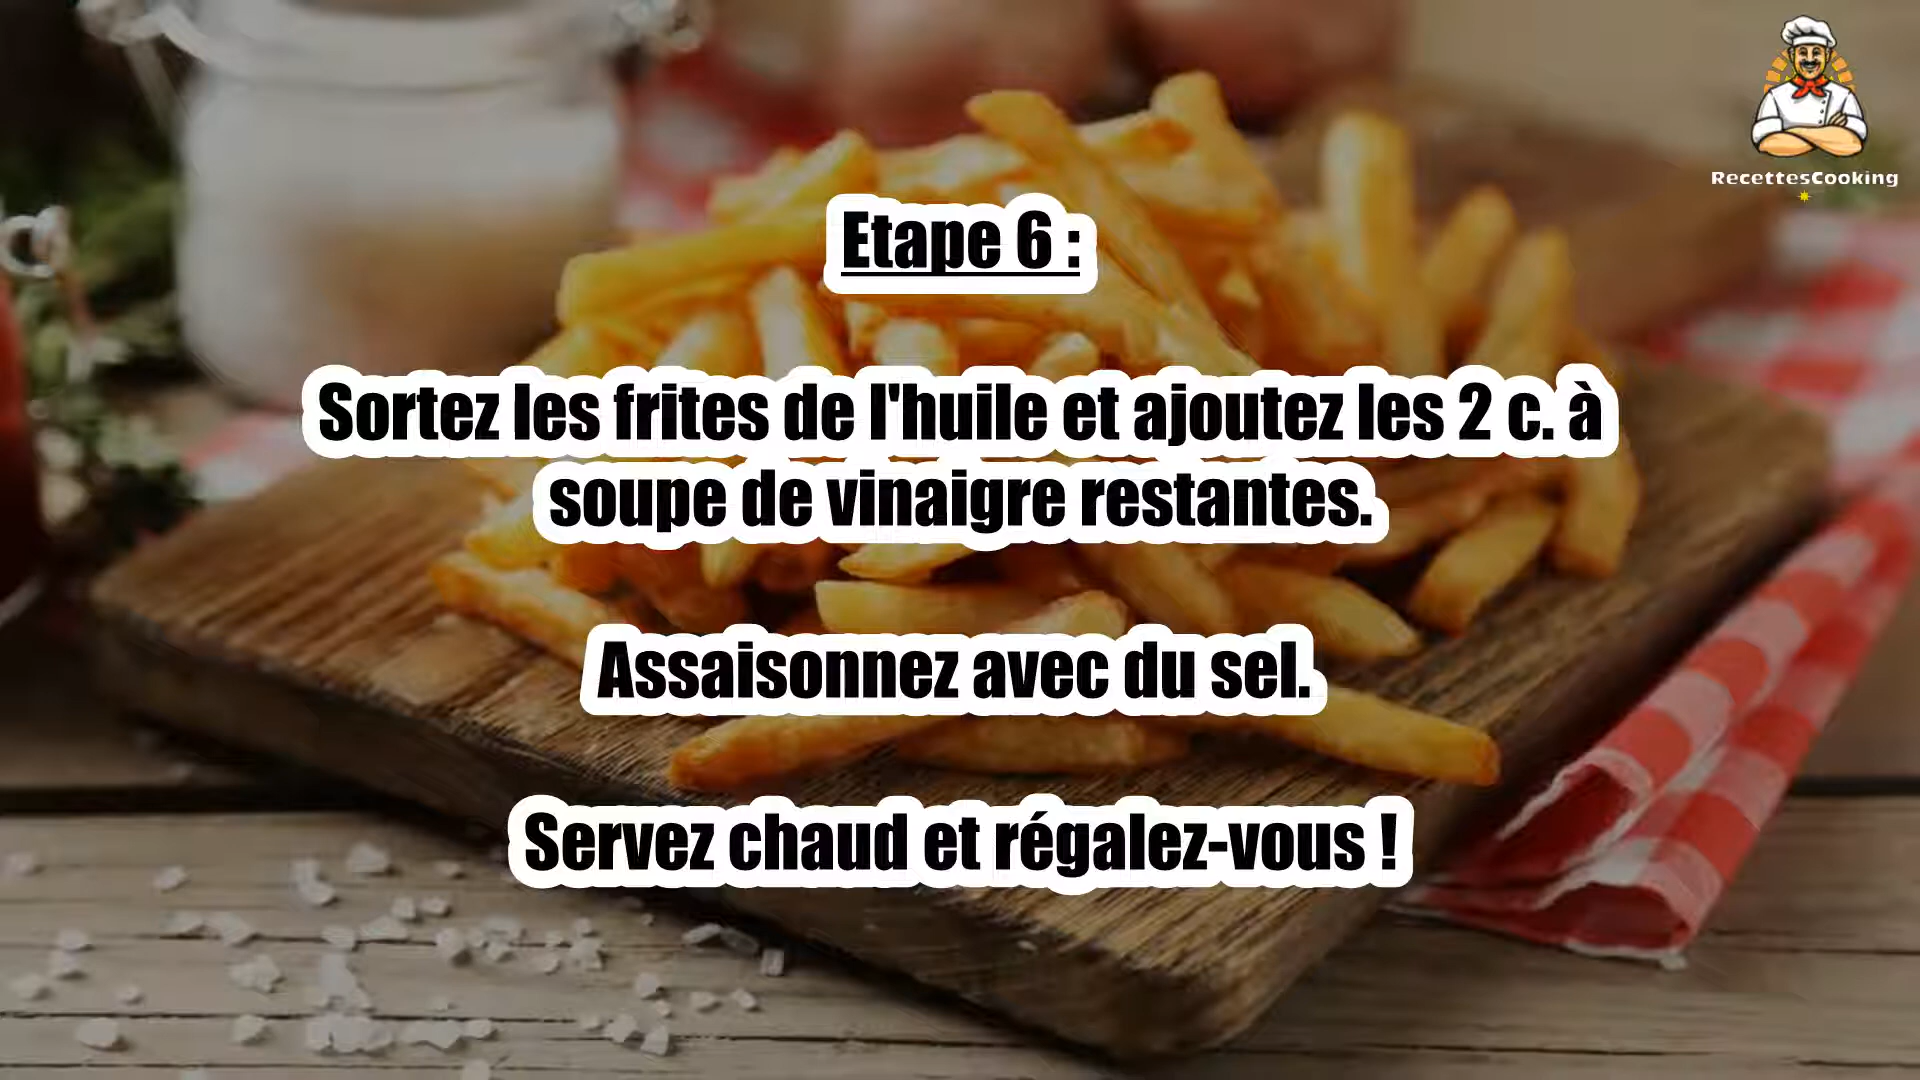 RecettesCooking
Etape 6 :
Sortez les frites de l'huile et ajoutez les 2 c. à
soupe de vinaigre restantes.
Assaisonnez avec du sel.
Servez chaud et régalez-vous !